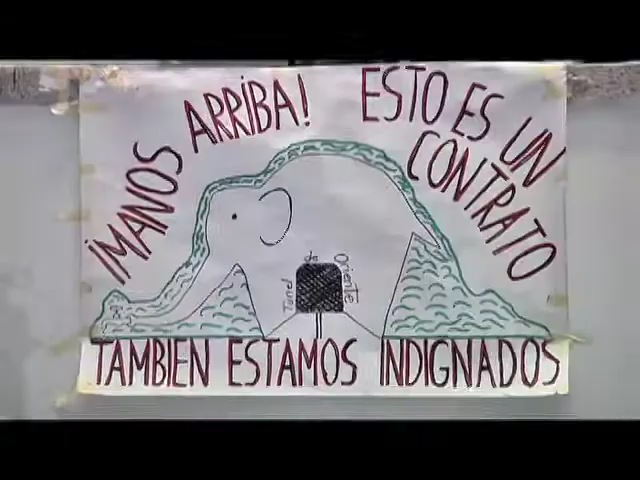 ¡MANOS ARRIBA! ESTO ES UN
CONTRATO
Tunel de Oriente
TAMBIEN ESTAMOS INDIGNADOS